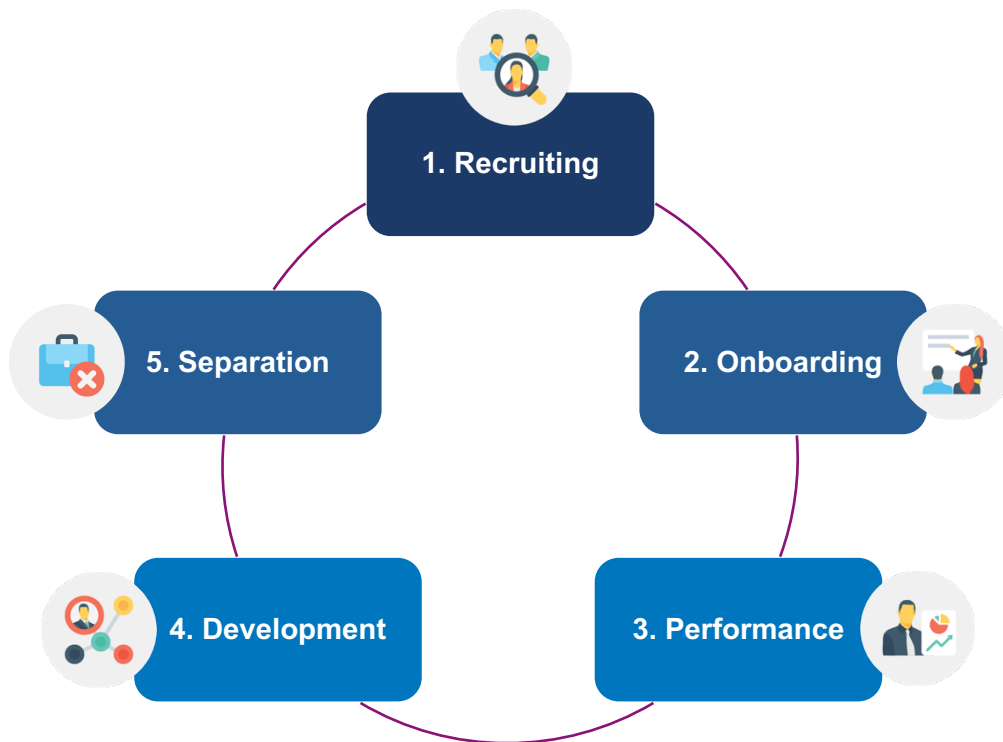 1. Recruiting
2. Onboarding
3. Performance
4. Development
5. Separation